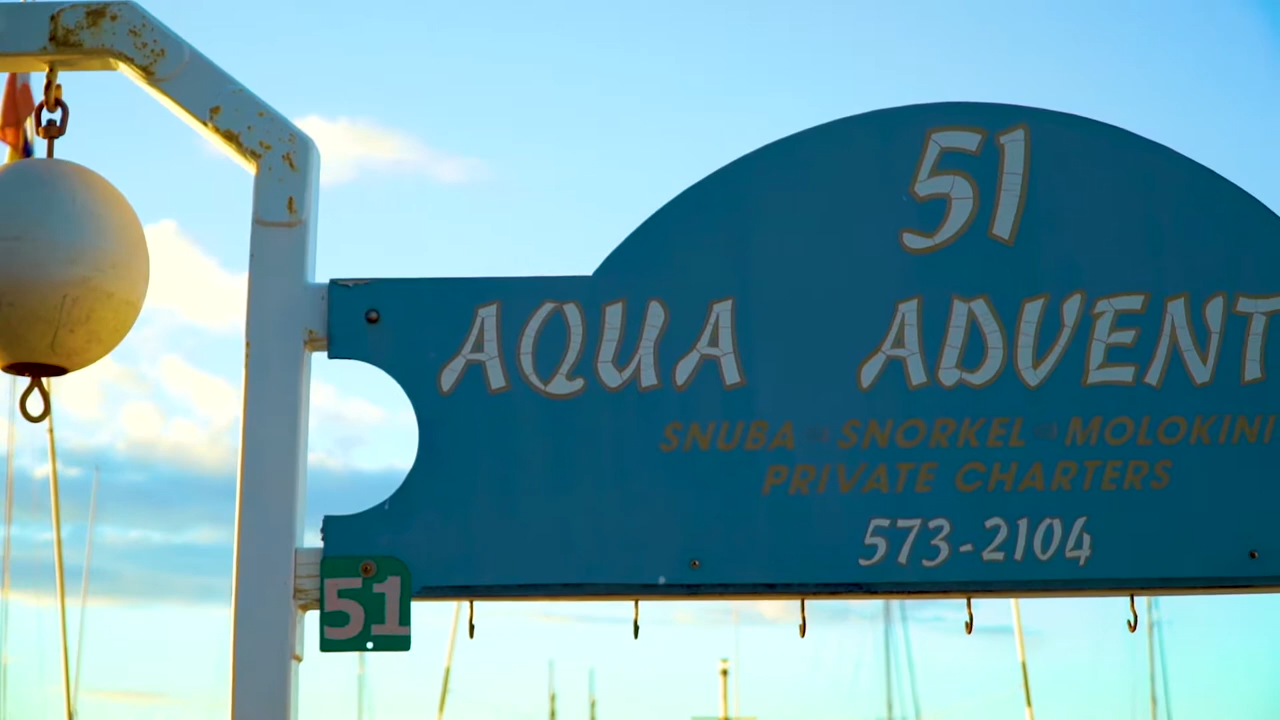 51
AQUA ADVENT
SNUBA SNORKEL MOLOKINI
PRIVATE CHARTERS
573-2104
51